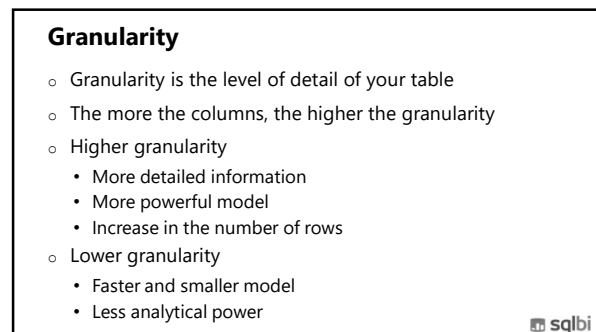 Granularity
○ Granularity is the level of detail of your table
○ The more the columns, the higher the granularity
○ Higher granularity
• More detailed information
• More powerful model
• Increase in the number of rows
○ Lower granularity
• Faster and smaller model
• Less analytical power
sqlbi